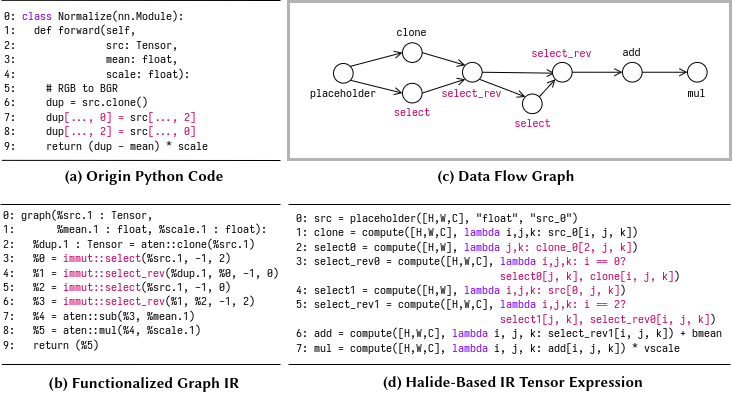 0: class Normalize(nn.Module):
1:   def forward(self,
2:               src: Tensor,
3:               mean: float,
4:               scale: float):
5:     # RGB to BGR
6:     dup = src.clone()
7:     dup[..., 0] = src[..., 2]
8:     dup[..., 2] = src[..., 0]
9:     return (dup - mean) * scale
(a) Origin Python Code
clone
select_rev
add
placeholder
select_rev
mul
select
select
(c) Data Flow Graph
0: graph(%src.1 : Tensor,
1:       %mean.1 : float, %scale.1 : float):
2:   %dup.1 : Tensor = aten::clone(%src.1)
3:   %0 = immut::select(%src.1, -1, 2)
4:   %1 = immut::select_rev(%dup.1, %0, -1, 0)
5:   %2 = immut::select(%src.1, -1, 0)
6:   %3 = immut::select_rev(%1, %2, -1, 2)
7:   %4 = aten::sub(%3, %mean.1)
8:   %5 = aten::mul(%4, %scale.1)
9:   return (%5)
(b) Functionalized Graph IR
0: src = placeholder([H,W,C], "float", "src_0")
1: clone = compute([H,W,C], lambda i,j,k: src_0[i, j, k])
2: select0 = compute([H,W], lambda j,k: clone_0[2, j, k])
3: select_rev0 = compute([H,W,C], lambda i,j,k: i == 0?
select0[j, k], clone[i, j, k])
4: select1 = compute([H,W], lambda i,j,k: src[0, j, k])
5: select_rev1 = compute([H,W,C], lambda i,j,k: i == 2?
select1[j, k], select_rev0[i, j, k])
6: add = compute([H,W,C], lambda i, j, k: select_rev1[i, j, k]) + bmean
7: mul = compute([H,W,C], lambda i, j, k: add[i, j, k]) * vscale
(d) Halide-Based IR Tensor Expression